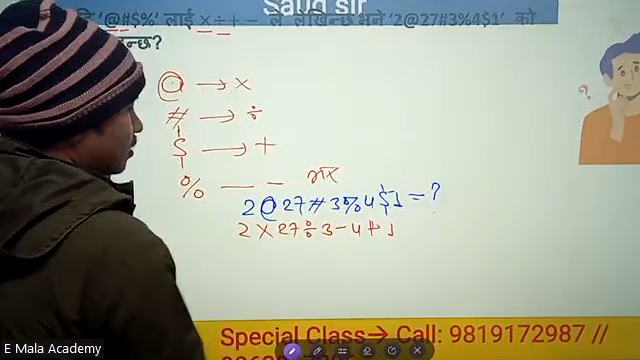 Saud sir
'@#$%' लाई ×÷+− ले लेखिन्छ भने '2@27#3%4$1' को
@ → ×
# → ÷
$ → +
% — −
2@27#3%4$1 = ?
2×27÷3−4+1
?
E Mala Academy
Special Class→ Call: 9819172987 //